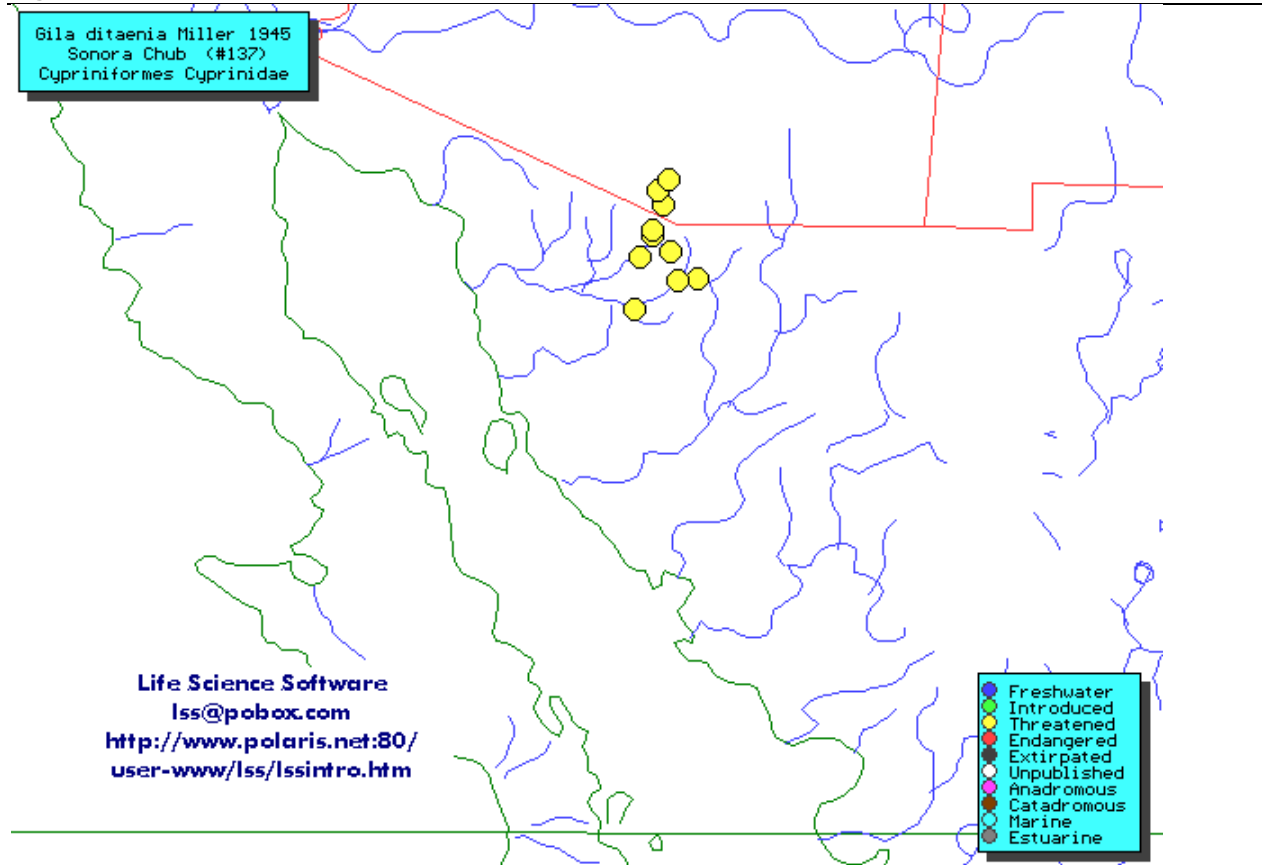 Gila ditaenia Miller 1945
Sonora Chub (#137)
Cypriniformes Cyprinidae
Life Science Software
lss@pobox.com
http://www.polaris.net:80/
user-www/lss/lssintro.htm
Freshwater
Introduced
Threatened
Endangered
Extirpated
Unpublished
Anadromous
Catadromous
Marine
Estuarine